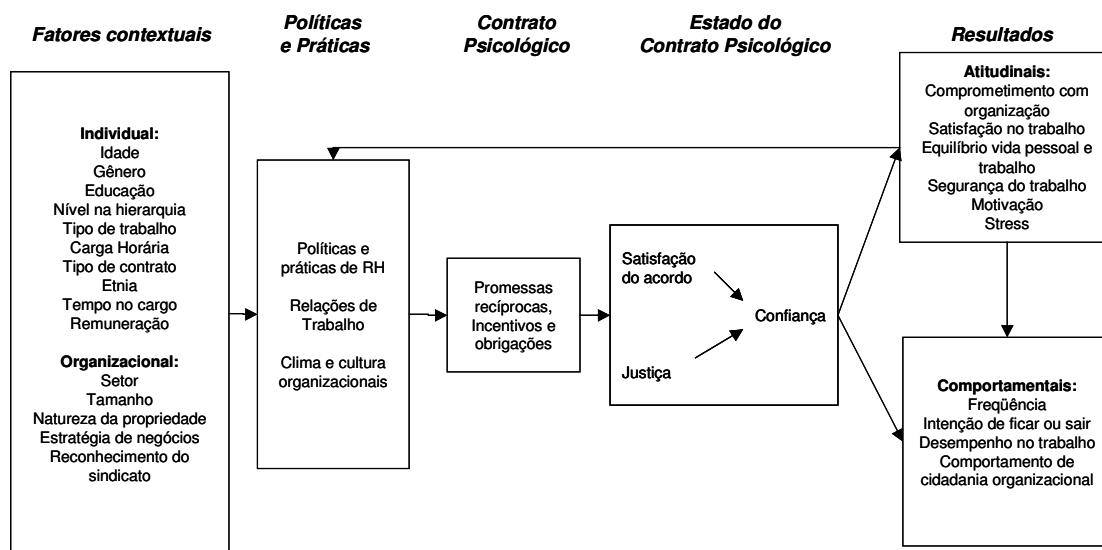 Fatores contextuais
Políticas
e Práticas
Contrato
Psicológico
Estado do
Contrato Psicológico
Resultados
Individual:
Idade
Gênero
Educação
Nível na hierarquia
Tipo de trabalho
Carga Horária
Tipo de contrato
Etnia
Tempo no cargo
Remuneração
Organizacional:
Setor
Tamanho
Natureza da propriedade
Estratégia de negócios
Reconhecimento do
sindicato
Políticas e
práticas de RH
Relações de
Trabalho
Clima e cultura
organizacionais
Promessas
recíprocas,
Incentivos e
obrigações
Satisfação
do acordo
Confiança
Justiça
Atitudinais:
Comprometimento com
organização
Satisfação no trabalho
Equilíbrio vida pessoal e
trabalho
Segurança do trabalho
Motivação
Stress
Comportamentais:
Freqüência
Intenção de ficar ou sair
Desempenho no trabalho
Comportamento de
cidadania organizacional